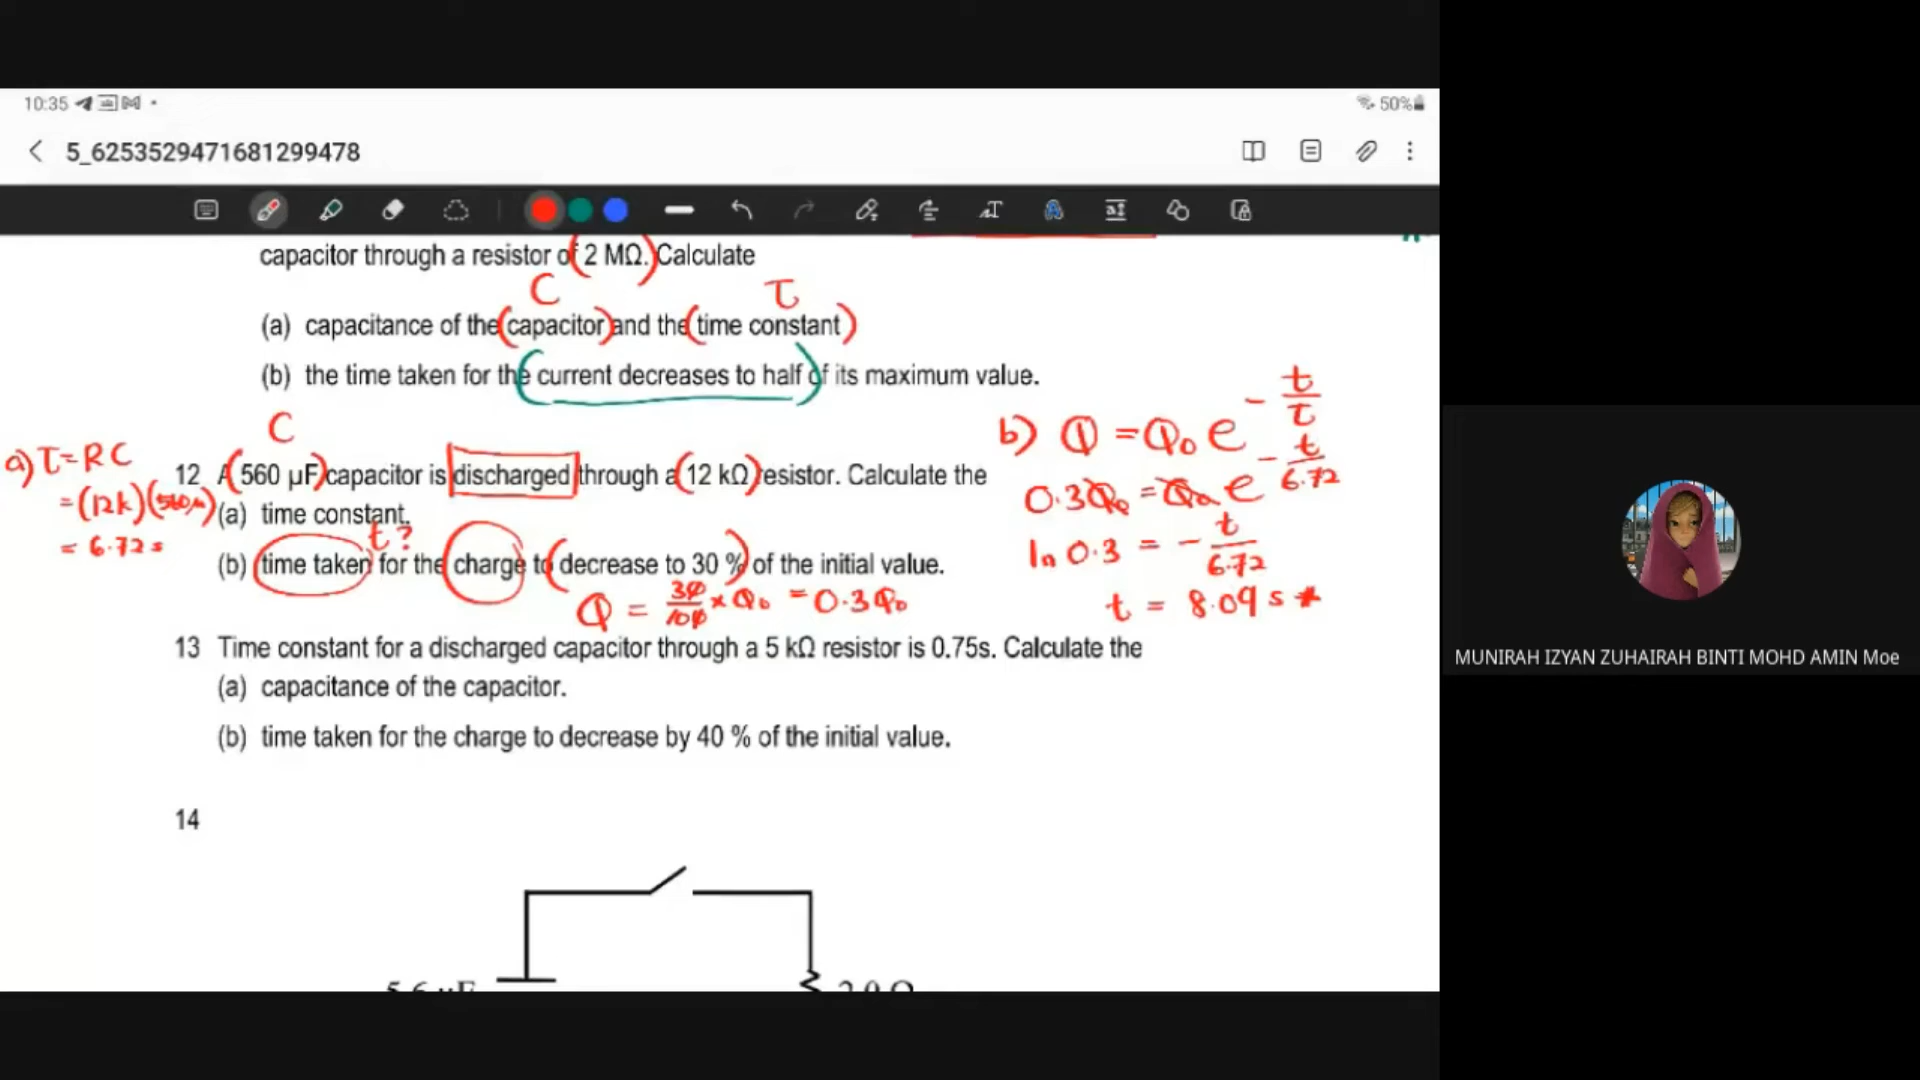 10:35
50%
5_6253529471681299478
capacitor through a resistor of 2 MΩ. Calculate
C τ
(a) capacitance of the capacitor and the time constant
(b) the time taken for the current decreases to half of its maximum value.
C
12 A 560 µF capacitor is discharged through a 12 kΩ resistor. Calculate the
(a) time constant.
t?
(b) time taken for the charge to decrease to 30 % of the initial value.
Q = 30/100 × Q₀ = 0.3Q₀
a) τ = RC
= (12k)(560µ)
= 6.72 s
b) Q = Q₀ e^(-t/τ)
0.3Q₀ = Q₀ e^(-t/6.72)
ln 0.3 = - t/6.72
t = 8.09 s *
13 Time constant for a discharged capacitor through a 5 kΩ resistor is 0.75s. Calculate the
(a) capacitance of the capacitor.
(b) time taken for the charge to decrease by 40 % of the initial value.
14
5.6 µF 2.0 Ω
MUNIRAH IZYAN ZUHAIRAH BINTI MOHD AMIN Moe